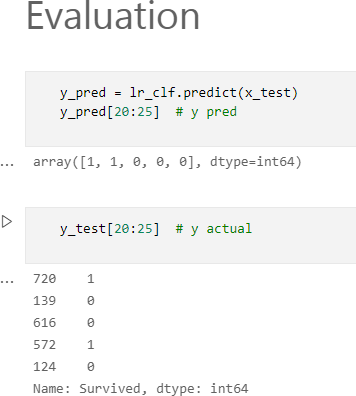 Evaluation
y_pred = lr_clf.predict(x_test)
y_pred[20:25]  # y pred
... array([1, 1, 0, 0, 0], dtype=int64)
y_test[20:25]  # y actual
... 720    1
139    0
616    0
572    1
124    0
Name: Survived, dtype: int64